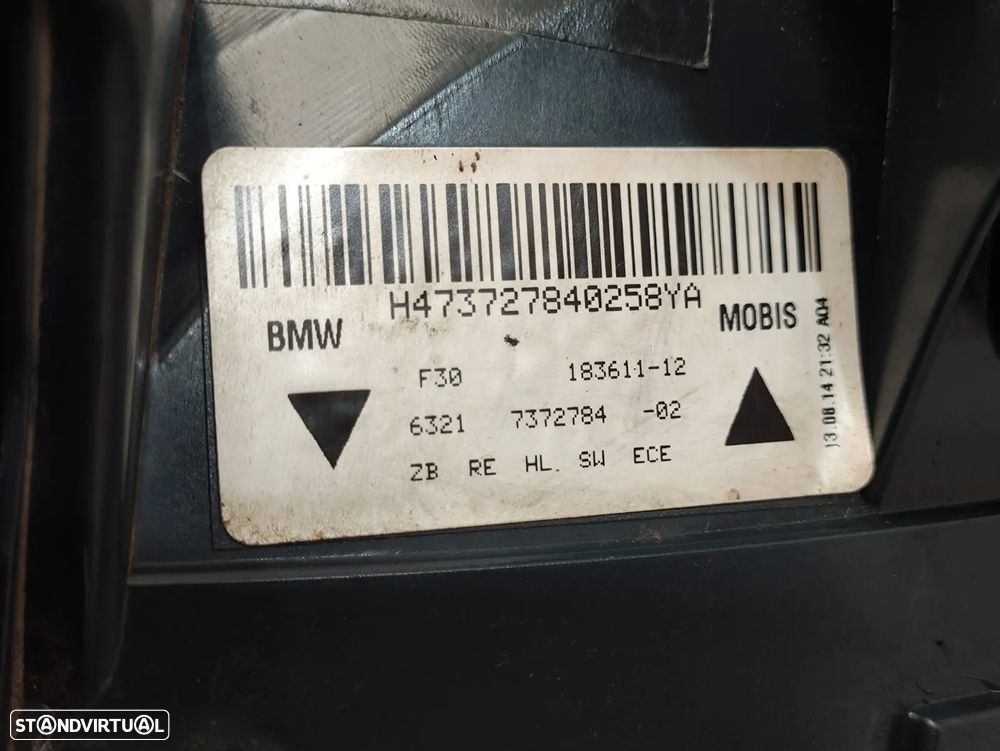 H473727840258YA
BMW
MOBIS
F30 183611-12
6321 7372784 -02
ZB RE HL. SW ECE
13.08.14 21:32 A04
STANDVIRTUAL